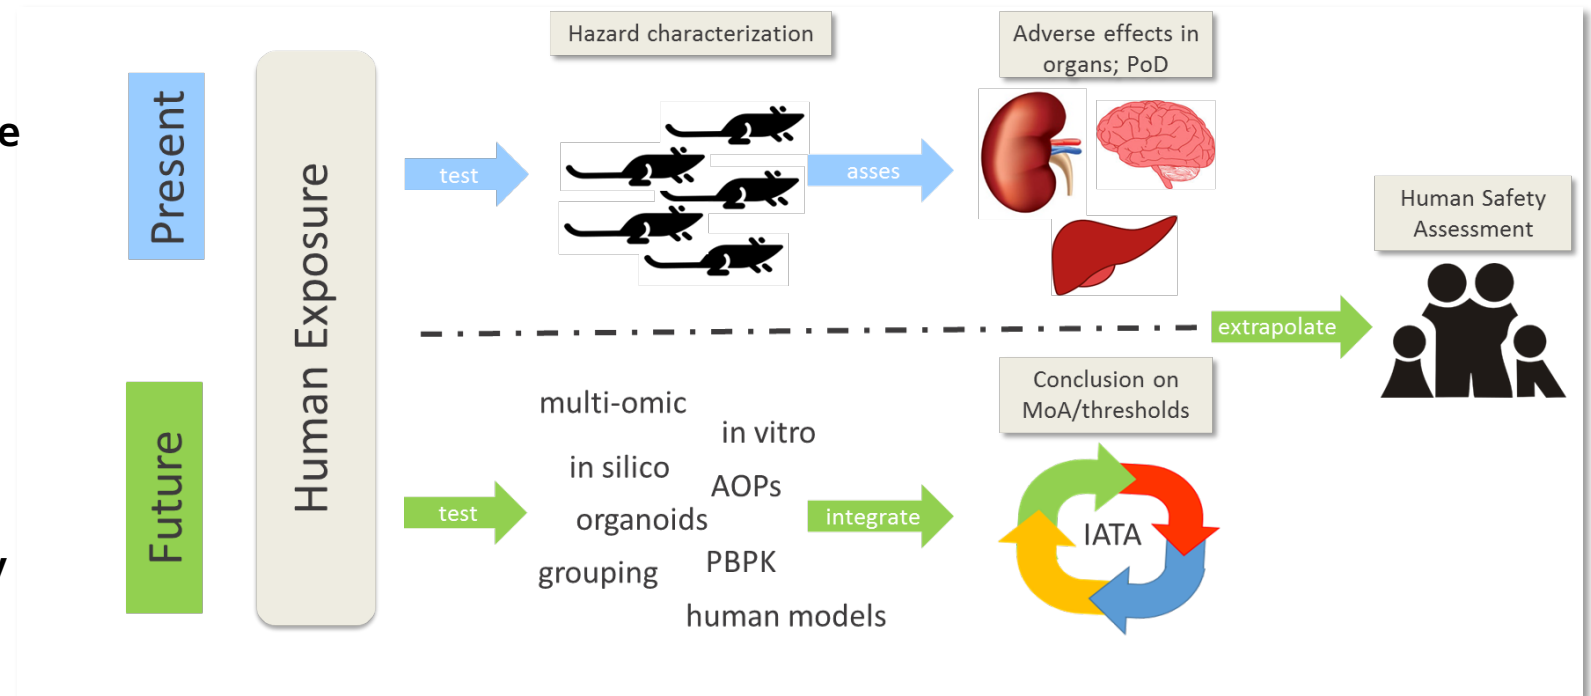 Hazard characterization
Adverse effects in
organs; PoD
e
Present
Human Exposure
test
asses
Human Safety
Assessment
extrapolate
Conclusion on
MoA/thresholds
multi-omic
in vitro
in silico
AOPs
Future
test
organoids
integrate
IATA
PBPK
grouping
y
human models